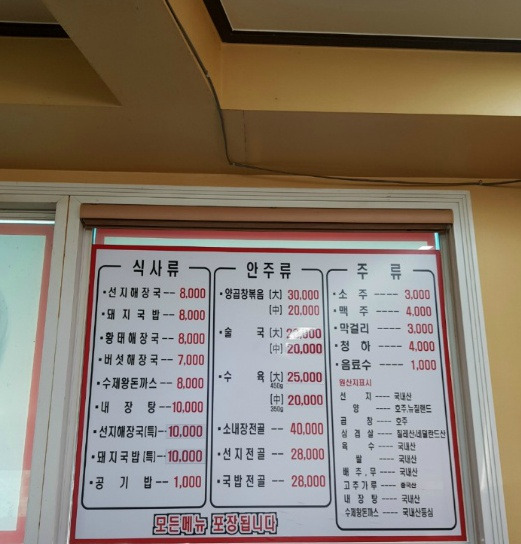 식사류
선지해장국-- 8,000
돼지국밥-- 8,000
황태해장국-- 8,000
버섯해장국-- 7,000
수제왕돈까스-- 8,000
내장탕--10,000
선지해장국(특)--10,000
돼지국밥(특)--10,000
공기밥--1,000
안주류
양곱창볶음 [大] 30,000
[中] 20,000
술국 [大]
[中] 20,000
수육 [大] 25,000
450g
[中] 20,000
350g
소내장전골 -- 40,000
선지전골 -- 28,000
국밥전골 -- 28,000
주류
소주---- 3,000
맥주---- 4,000
막걸리---- 3,000
청하---- 4,000
음료수---- 1,000
원산지표시
선지 ---- 국내산
양 ---- 호주,뉴질랜드
곱창 ---- 호주
삼겹살 ---- 칠레산,네덜란드산
육수 ---- 국내산
쌀 ---- 국내산
배추,무 ---- 국내산
고추가루 ----
내장탕 ---- 국내산
수제왕돈까스 ---- 국내산등심
모든메뉴 포장됩니다